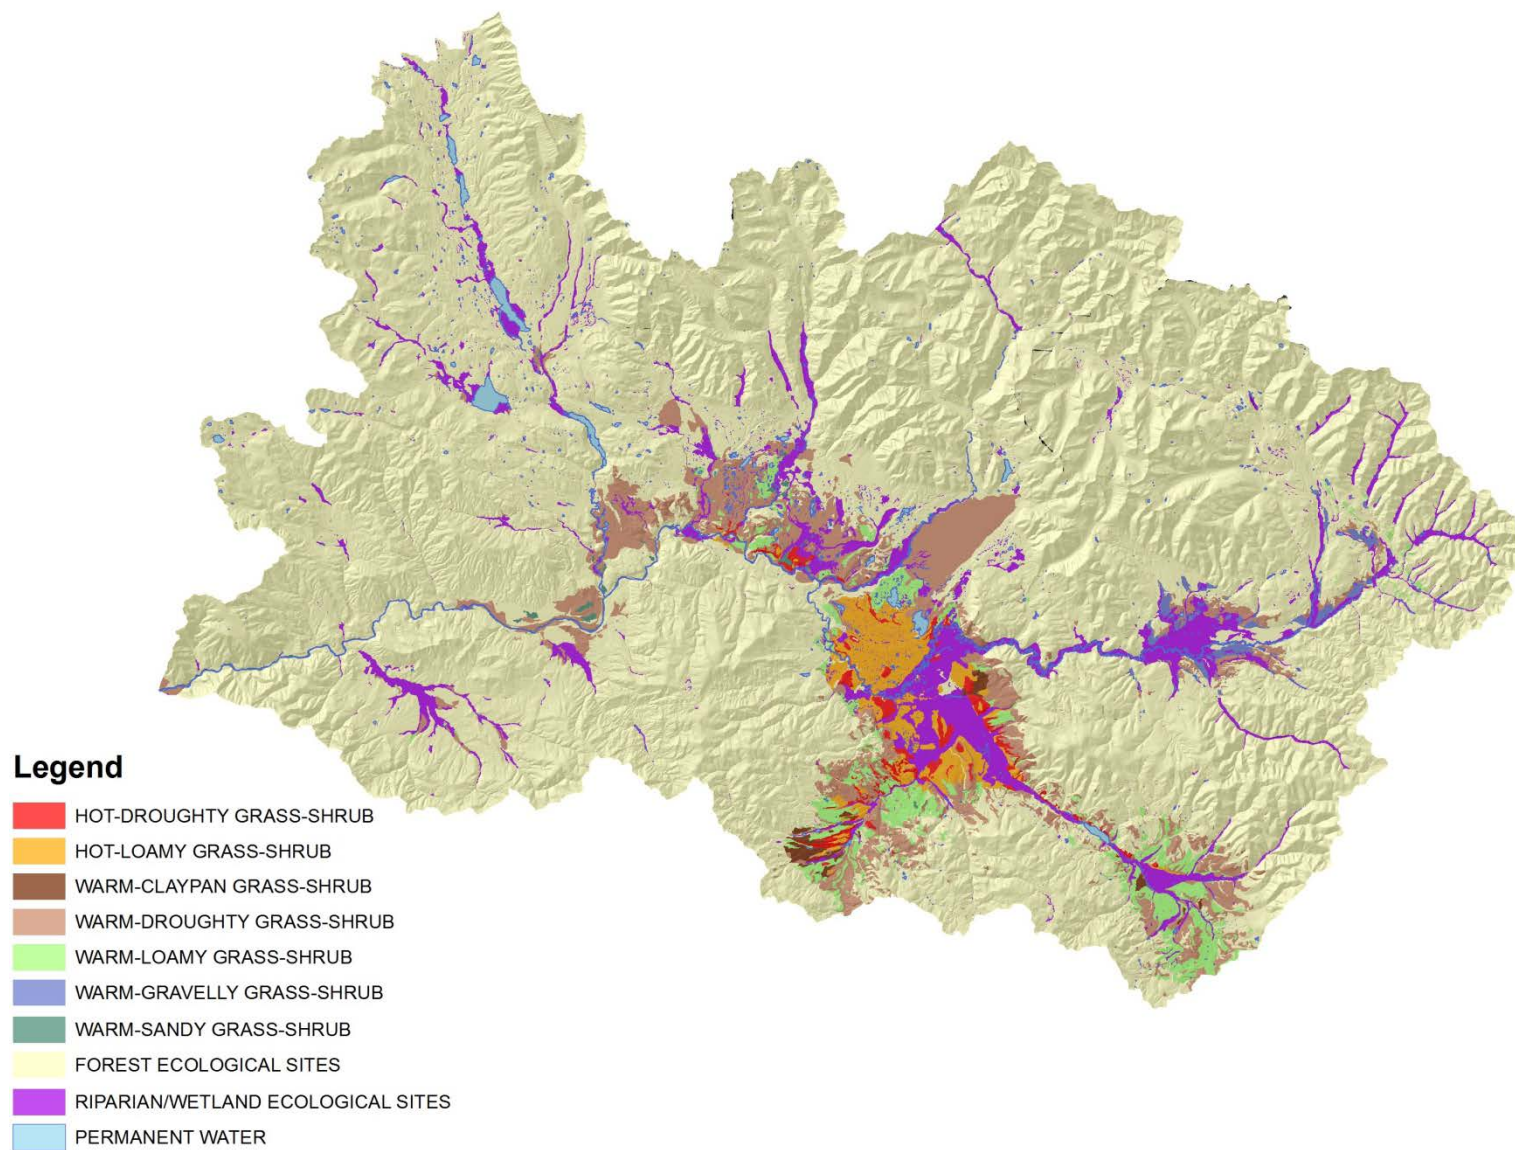 Legend
HOT-DROUGHTY GRASS-SHRUB
HOT-LOAMY GRASS-SHRUB
WARM-CLAYPAN GRASS-SHRUB
WARM-DROUGHTY GRASS-SHRUB
WARM-LOAMY GRASS-SHRUB
WARM-GRAVELLY GRASS-SHRUB
WARM-SANDY GRASS-SHRUB
FOREST ECOLOGICAL SITES
RIPARIAN/WETLAND ECOLOGICAL SITES
PERMANENT WATER